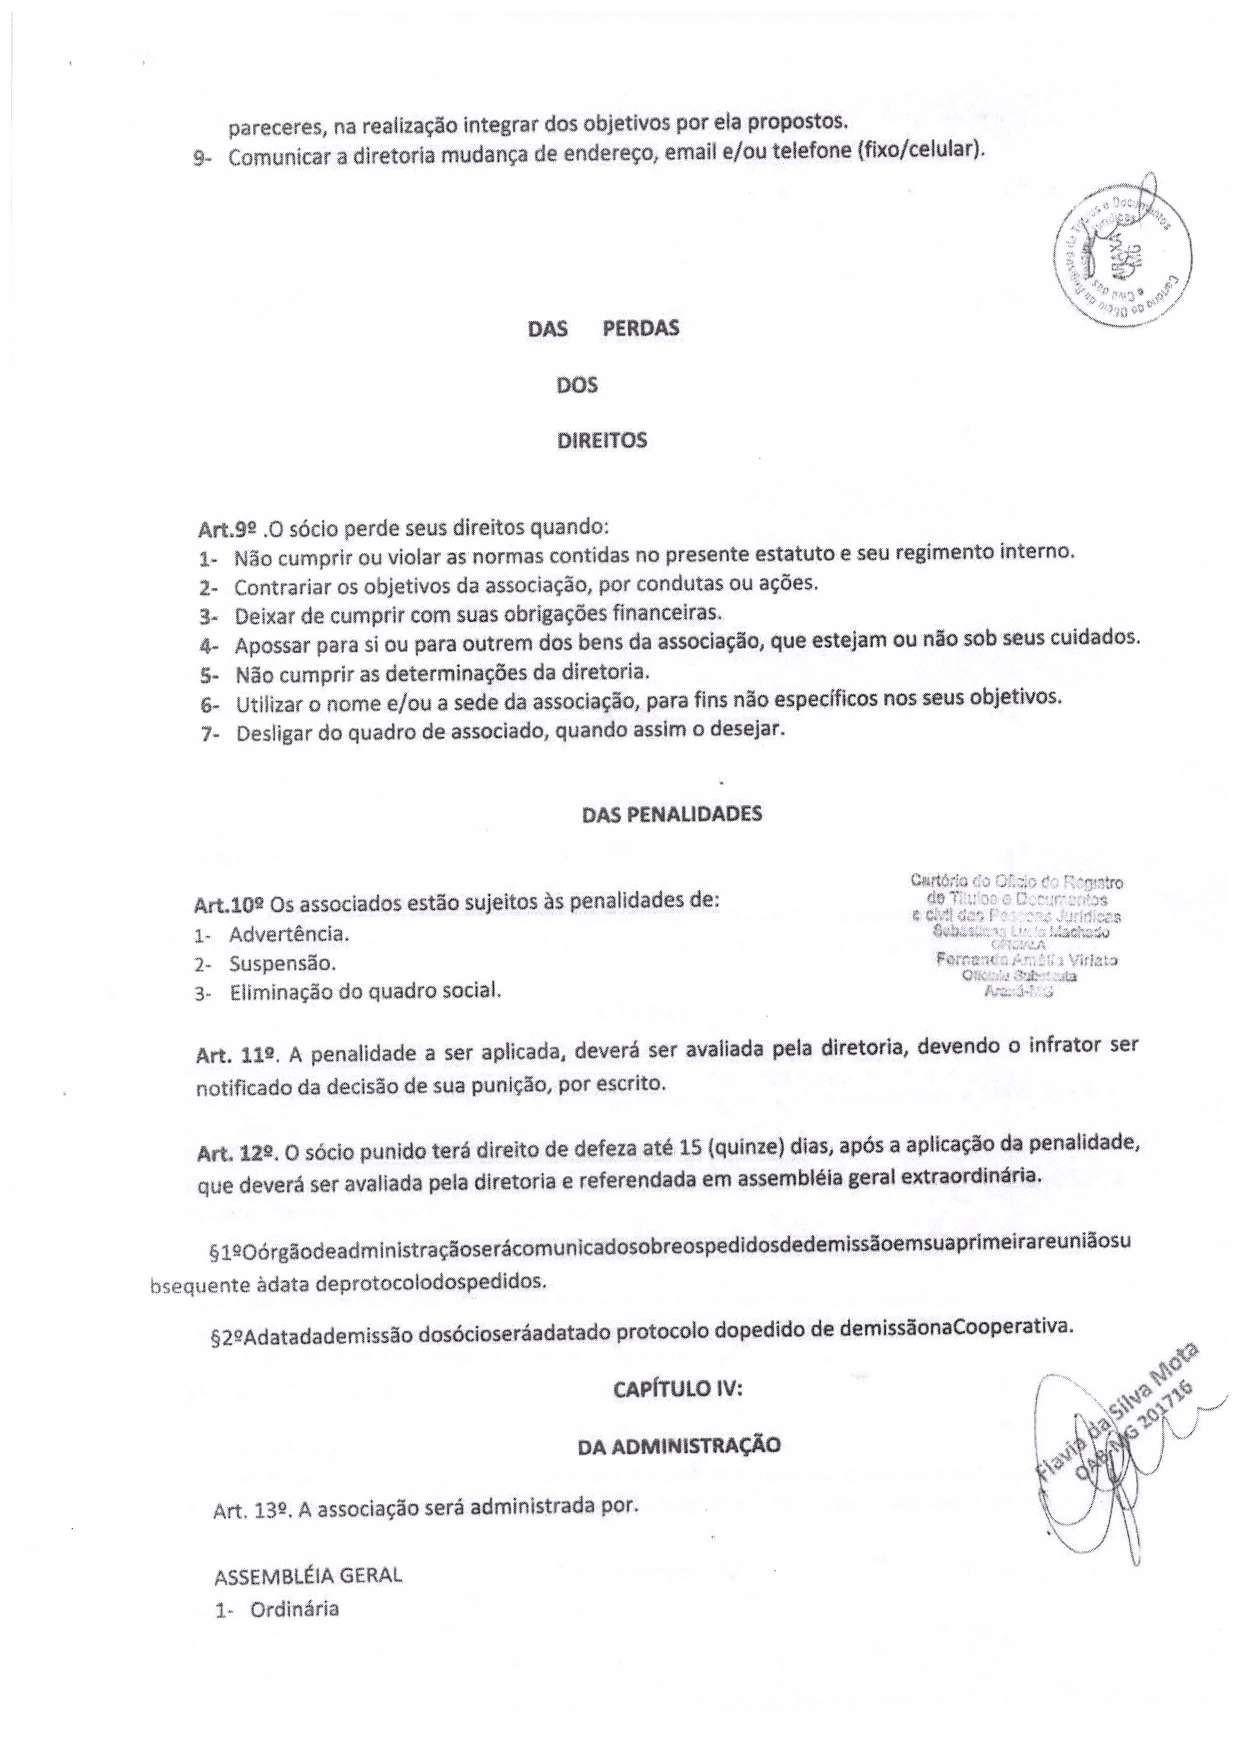 pareceres, na realização integrar dos objetivos por ela propostos.
9- Comunicar a diretoria mudança de endereço, email e/ou telefone (fixo/celular).
DAS PERDAS
DOS
DIREITOS
Art.9º .O sócio perde seus direitos quando:
1- Não cumprir ou violar as normas contidas no presente estatuto e seu regimento interno.
2- Contrariar os objetivos da associação, por condutas ou ações.
3- Deixar de cumprir com suas obrigações financeiras.
4- Apossar para si ou para outrem dos bens da associação, que estejam ou não sob seus cuidados.
5- Não cumprir as determinações da diretoria.
6- Utilizar o nome e/ou a sede da associação, para fins não específicos nos seus objetivos.
7- Desligar do quadro de associado, quando assim o desejar.
DAS PENALIDADES
Art.10º Os associados estão sujeitos às penalidades de:
1- Advertência.
2- Suspensão.
3- Eliminação do quadro social.
Cartório do Ofício do Registro
de Títulos e Documentos
e civil das Pessoas Jurídicas
Machado
OFICIALA
Fernanda Amélia Viriato
Oficiala Substituta
Araxá-MG
Art. 11º. A penalidade a ser aplicada, deverá ser avaliada pela diretoria, devendo o infrator ser
notificado da decisão de sua punição, por escrito.
Art. 12º. O sócio punido terá direito de defeza até 15 (quinze) dias, após a aplicação da penalidade,
que deverá ser avaliada pela diretoria e referendada em assembléia geral extraordinária.
§1ºOórgãodeadministraçãoserácomunicadosobreospedidosdedemissãoemsuaprimeirareuniãosu
bsequente àdata deprotocolodospedidos.
§2ºAdatadademissão dosócioseráadatado protocolo dopedido de demissãonaCooperativa.
CAPÍTULO IV:
Flavia da Silva Mota
OAB-MG 201716
DA ADMINISTRAÇÃO
Art. 13º. A associação será administrada por.
ASSEMBLÉIA GERAL
1- Ordinária